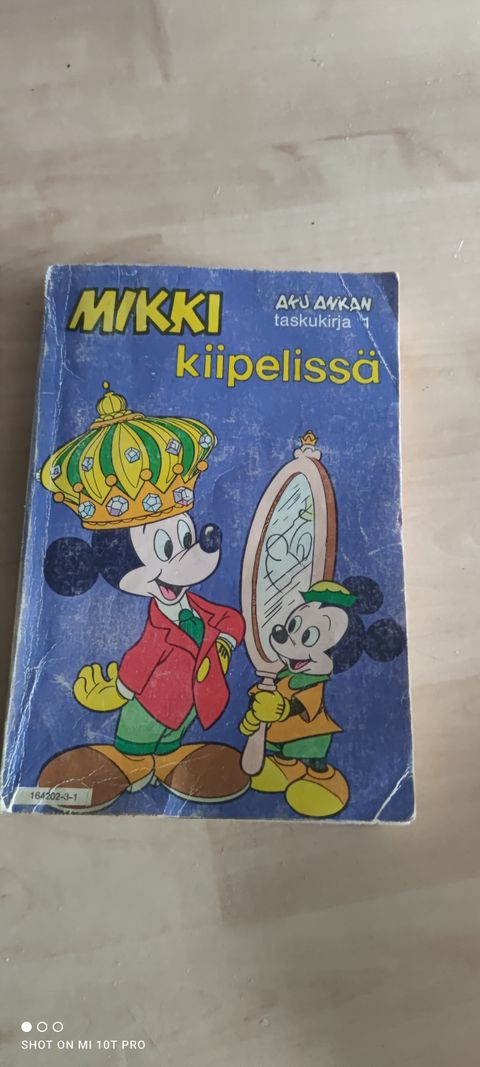 MIKKI
AKU ANKAN
taskukirja 1
kiipelissä
164202-3-1
SHOT ON MI 10T PRO